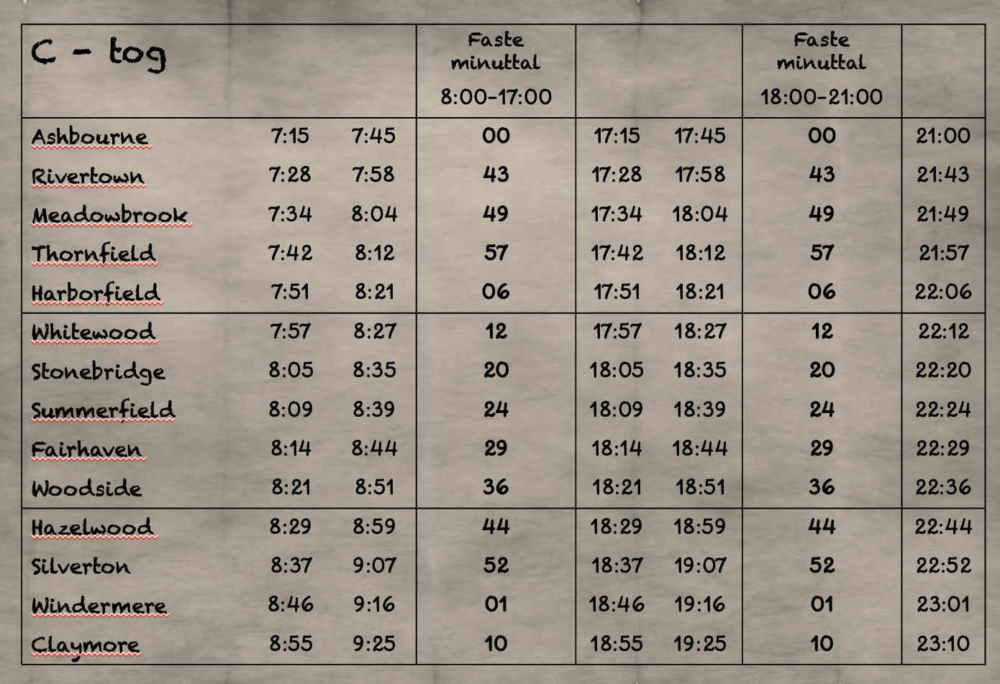 C - tog Faste minuttal 8:00-17:00 Faste minuttal 18:00-21:00
Ashbourne 7:15 7:45 00 17:15 17:45 00 21:00
Rivertown 7:28 7:58 43 17:28 17:58 43 21:43
Meadowbrook 7:34 8:04 49 17:34 18:04 49 21:49
Thornfield 7:42 8:12 57 17:42 18:12 57 21:57
Harborfield 7:51 8:21 06 17:51 18:21 06 22:06
Whitewood 7:57 8:27 12 17:57 18:27 12 22:12
Stonebridge 8:05 8:35 20 18:05 18:35 20 22:20
Summerfield 8:09 8:39 24 18:09 18:39 24 22:24
Fairhaven 8:14 8:44 29 18:14 18:44 29 22:29
Woodside 8:21 8:51 36 18:21 18:51 36 22:36
Hazelwood 8:29 8:59 44 18:29 18:59 44 22:44
Silverton 8:37 9:07 52 18:37 19:07 52 22:52
Windermere 8:46 9:16 01 18:46 19:16 01 23:01
Claymore 8:55 9:25 10 18:55 19:25 10 23:10